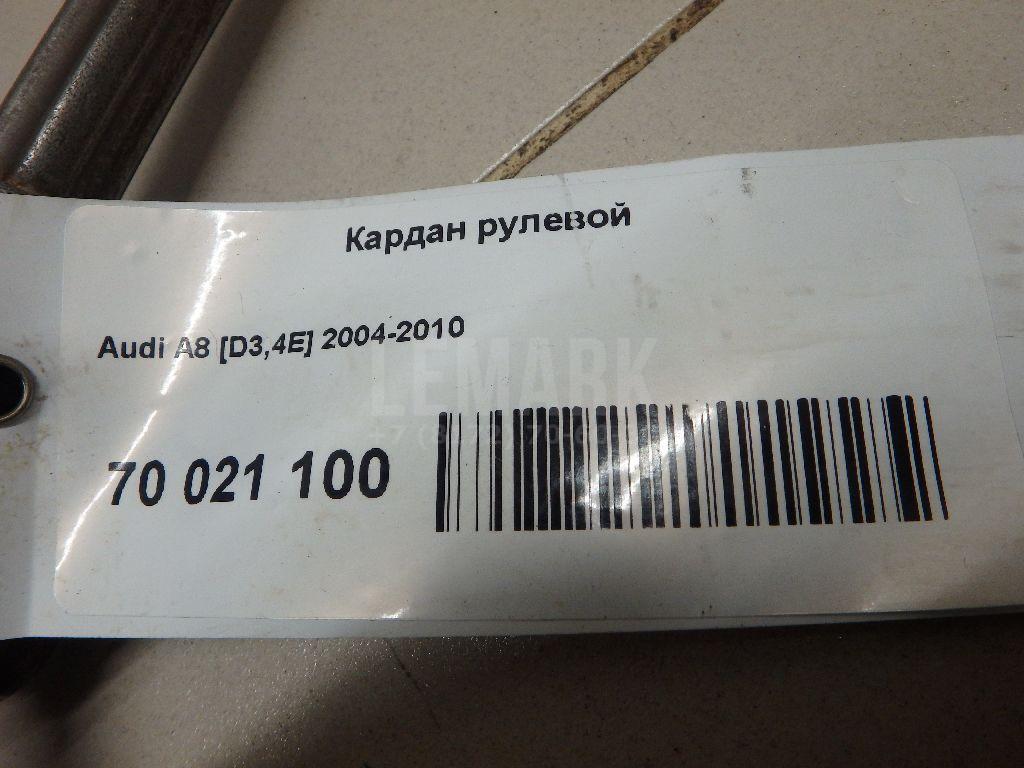 Кардан рулевой
Audi A8 [D3,4E] 2004-2010
LEMARK
70 021 100